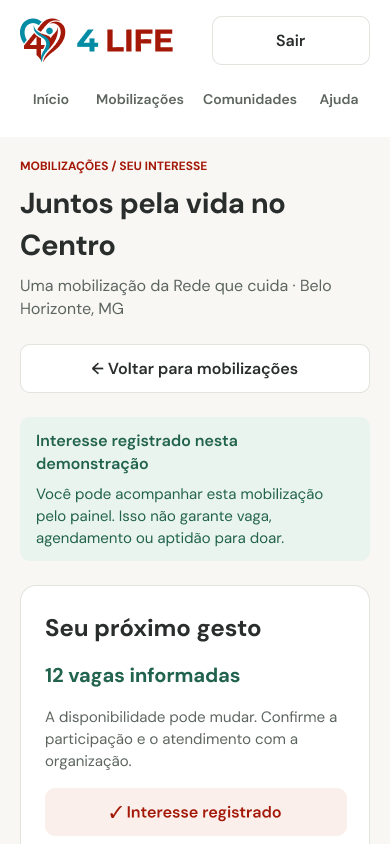 4 LIFE
Sair
Início Mobilizações Comunidades Ajuda
MOBILIZAÇÕES / SEU INTERESSE
Juntos pela vida no
Centro
Uma mobilização da Rede que cuida · Belo
Horizonte, MG
← Voltar para mobilizações
Interesse registrado nesta
demonstração
Você pode acompanhar esta mobilização
pelo painel. Isso não garante vaga,
agendamento ou aptidão para doar.
Seu próximo gesto
12 vagas informadas
A disponibilidade pode mudar. Confirme a
participação e o atendimento com a
organização.
✓ Interesse registrado